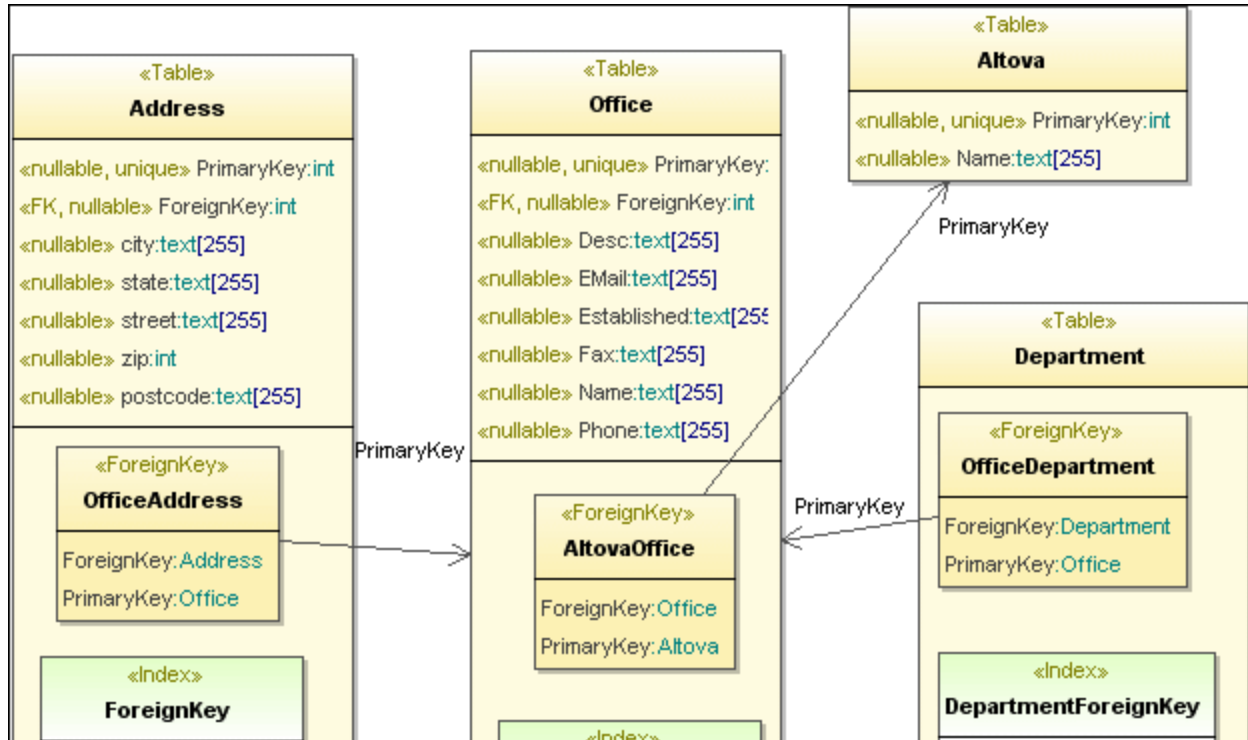 «Table»
Address
«nullable, unique» PrimaryKey:int
«FK, nullable» ForeignKey:int
«nullable» city:text[255]
«nullable» state:text[255]
«nullable» street:text[255]
«nullable» zip:int
«nullable» postcode:text[255]
«ForeignKey»
OfficeAddress
ForeignKey:Address
PrimaryKey:Office
«Index»
ForeignKey
PrimaryKey
«Table»
Office
«nullable, unique» PrimaryKey:
«FK, nullable» ForeignKey:int
«nullable» Desc:text[255]
«nullable» EMail:text[255]
«nullable» Established:text[255
«nullable» Fax:text[255]
«nullable» Name:text[255]
«nullable» Phone:text[255]
«ForeignKey»
AltovaOffice
ForeignKey:Office
PrimaryKey:Altova
«Index»
«Table»
Altova
«nullable, unique» PrimaryKey:int
«nullable» Name:text[255]
PrimaryKey
PrimaryKey
«Table»
Department
«ForeignKey»
OfficeDepartment
ForeignKey:Department
PrimaryKey:Office
«Index»
DepartmentForeignKey